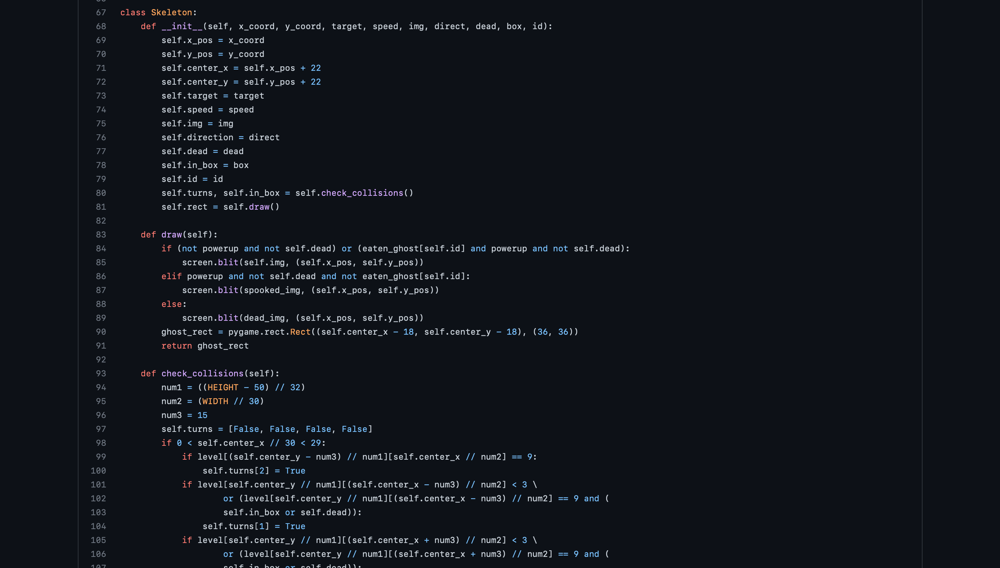 67 class Skeleton:
68     def __init__(self, x_coord, y_coord, target, speed, img, direct, dead, box, id):
69         self.x_pos = x_coord
70         self.y_pos = y_coord
71         self.center_x = self.x_pos + 22
72         self.center_y = self.y_pos + 22
73         self.target = target
74         self.speed = speed
75         self.img = img
76         self.direction = direct
77         self.dead = dead
78         self.in_box = box
79         self.id = id
80         self.turns, self.in_box = self.check_collisions()
81         self.rect = self.draw()
82
83     def draw(self):
84         if (not powerup and not self.dead) or (eaten_ghost[self.id] and powerup and not self.dead):
85             screen.blit(self.img, (self.x_pos, self.y_pos))
86         elif powerup and not self.dead and not eaten_ghost[self.id]:
87             screen.blit(spooked_img, (self.x_pos, self.y_pos))
88         else:
89             screen.blit(dead_img, (self.x_pos, self.y_pos))
90         ghost_rect = pygame.rect.Rect((self.center_x - 18, self.center_y - 18), (36, 36))
91         return ghost_rect
92
93     def check_collisions(self):
94         num1 = ((HEIGHT - 50) // 32)
95         num2 = (WIDTH // 30)
96         num3 = 15
97         self.turns = [False, False, False, False]
98         if 0 < self.center_x // 30 < 29:
99             if level[(self.center_y - num3) // num1][self.center_x // num2] == 9:
100                 self.turns[2] = True
101             if level[self.center_y // num1][(self.center_x - num3) // num2] < 3 \
102                     or (level[self.center_y // num1][(self.center_x - num3) // num2] == 9 and (
103                     self.in_box or self.dead)):
104                 self.turns[1] = True
105             if level[self.center_y // num1][(self.center_x + num3) // num2] < 3 \
106                     or (level[self.center_y // num1][(self.center_x + num3) // num2] == 9 and (
107                     self.in_box or self.dead)):